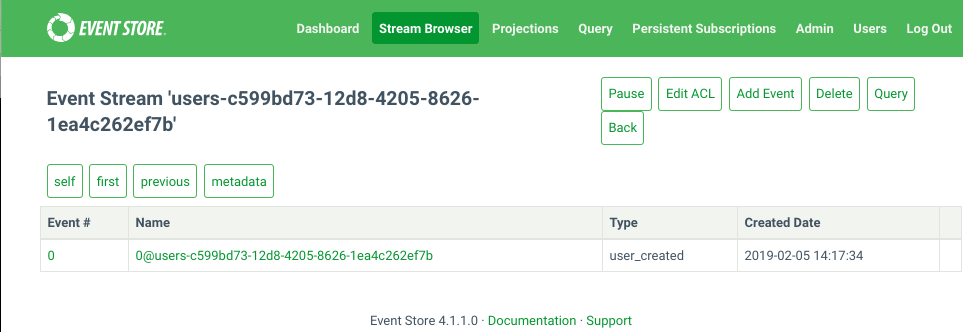 EVENT STORE.
Dashboard Stream Browser Projections Query Persistent Subscriptions Admin Users Log Out
Event Stream 'users-c599bd73-12d8-4205-8626-
1ea4c262ef7b'
Pause Edit ACL Add Event Delete Query
Back
self first previous metadata
Event # Name Type Created Date
0 0@users-c599bd73-12d8-4205-8626-1ea4c262ef7b user_created 2019-02-05 14:17:34
Event Store 4.1.1.0 · Documentation · Support